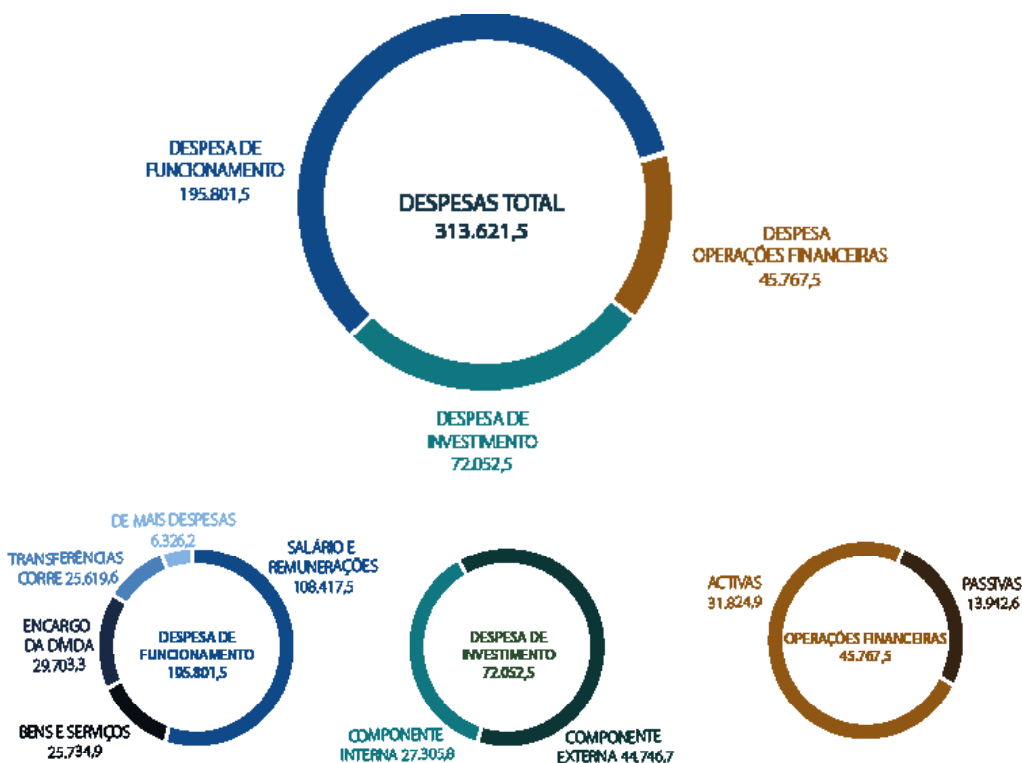 DESPESA DE
FUNCIONAMENTO
195.801,5
DESPESAS TOTAL
313.621,5
DESPESA
OPERAÇÕES FINANCEIRAS
45.767,5
DESPESA DE
INVESTIMENTO
72.052,5
DE MAIS DESPESAS
6.326,2
TRANSFERÊNCIAS
CORRE 25.619,6
SALÁRIO E
REMUNERAÇÕES
108.417,5
ENCARGO
DA DÍVIDA
29.703,3
DESPESA DE
FUNCIONAMENTO
195.801,5
BENS E SERVIÇOS
25.734,9
DESPESA DE
INVESTIMENTO
72.052,5
COMPONENTE
INTERNA 27.305,8
COMPONENTE
EXTERNA 44.746,7
ACTIVAS
31.824,9
PASSIVAS
13.942,6
OPERAÇÕES FINANCEIRAS
45.767,5